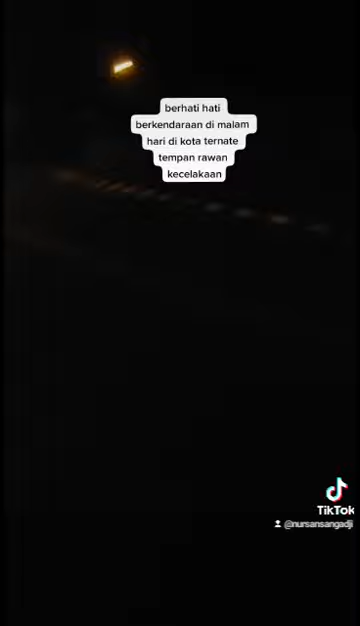 berhati hati
berkendaraan di malam
hari di kota ternate
tempan rawan
kecelakaan
TikTok
@nursansangadji